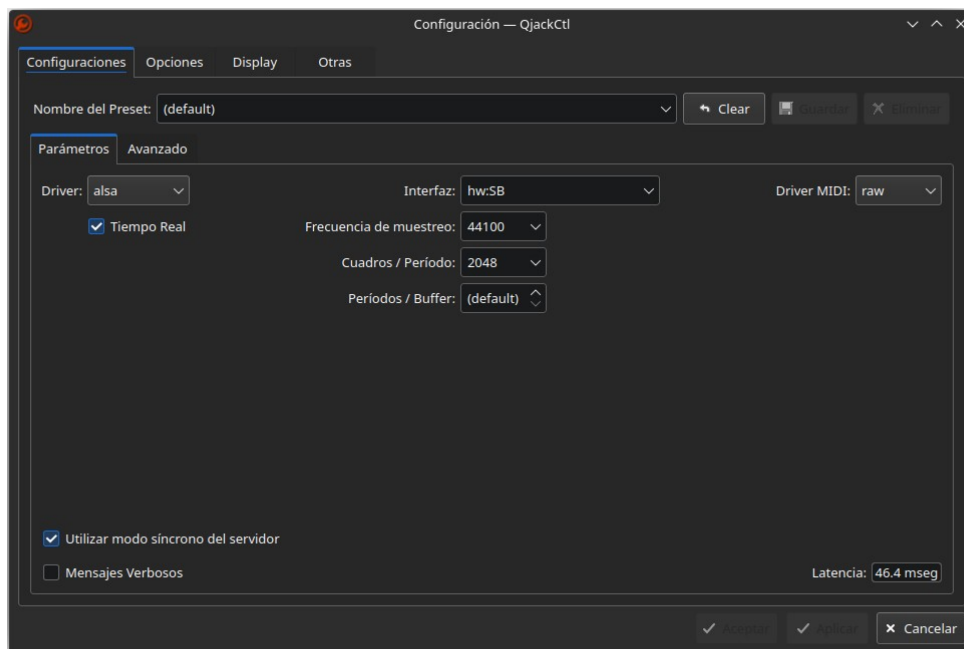 Configuración — QjackCtl
Configuraciones Opciones Display Otras
Nombre del Preset: (default) Clear Guardar Eliminar
Parámetros Avanzado
Driver: alsa Interfaz: hw:SB Driver MIDI: raw
Tiempo Real Frecuencia de muestreo: 44100
Cuadros / Período: 2048
Períodos / Buffer: (default)
Utilizar modo síncrono del servidor
Mensajes Verbosos Latencia: 46.4 mseg
Aceptar Aplicar Cancelar